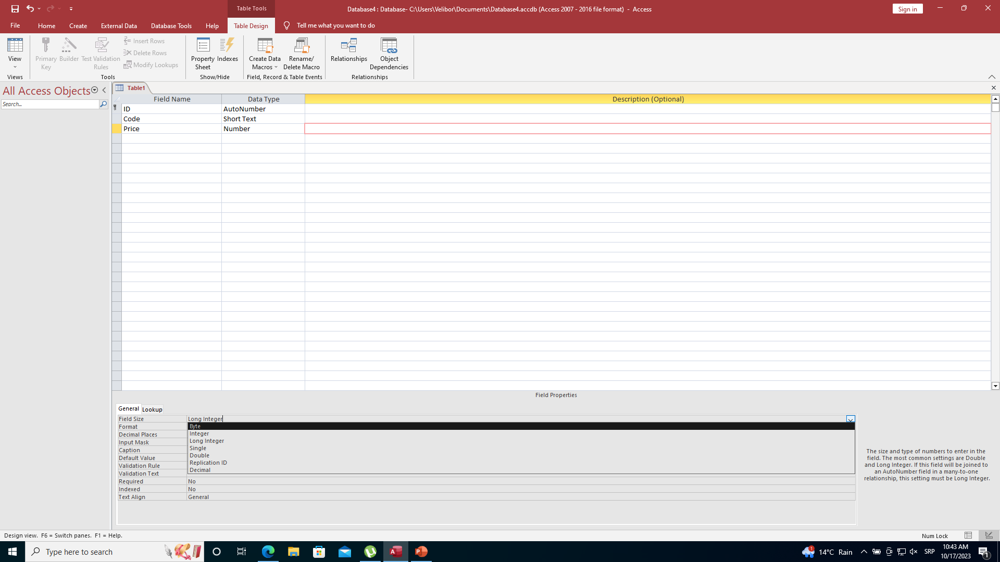 Table Tools
Database4 : Database- C:\Users\Velibor\Documents\Database4.accdb (Access 2007 - 2016 file format)  -  Access
Sign in
File
Home
Create
External Data
Database Tools
Help
Table Design
Tell me what you want to do
View
Primary Key
Builder
Test Validation Rules
Insert Rows
Delete Rows
Modify Lookups
Property Sheet
Indexes
Create Data Macros
Rename/ Delete Macro
Relationships
Object Dependencies
Views
Tools
Show/Hide
Field, Record & Table Events
Relationships
All Access Objects
Search...
Table1
Field Name
Data Type
Description (Optional)
ID
AutoNumber
Code
Short Text
Price
Number
Field Properties
General
Lookup
Field Size
Long Integer
Format
Decimal Places
Input Mask
Caption
Default Value
Validation Rule
Validation Text
Byte
Integer
Long Integer
Single
Double
Replication ID
Decimal
Required
No
Indexed
No
Text Align
General
The size and type of numbers to enter in the
field. The most common settings are Double
and Long Integer. If this field will be joined to
an AutoNumber field in a many-to-one
relationship, this setting must be Long Integer.
Design view.  F6 = Switch panes.  F1 = Help.
Num Lock
Type here to search
A
P
1
14°C  Rain
SRP
10:43 AM
10/17/2023
1